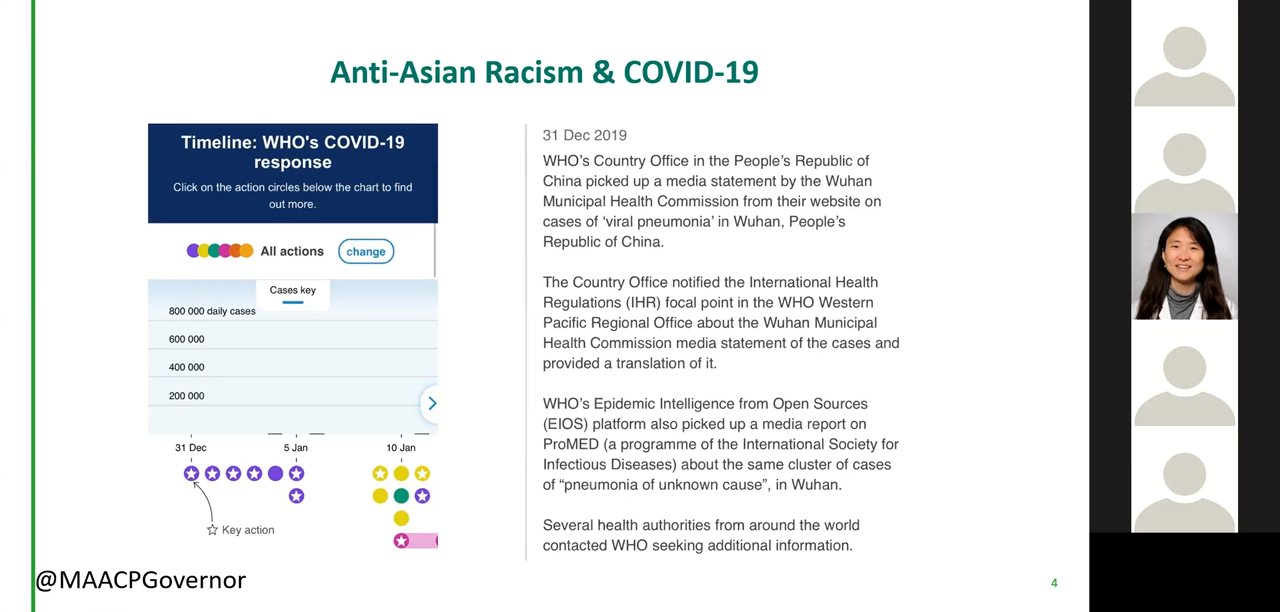 Anti-Asian Racism & COVID-19
Timeline: WHO's COVID-19
response
Click on the action circles below the chart to find
out more.
All actions
change
Cases key
800 000 daily cases
600 000
400 000
200 000
31 Dec
5 Jan
10 Jan
Key action
31 Dec 2019
WHO's Country Office in the People's Republic of
China picked up a media statement by the Wuhan
Municipal Health Commission from their website on
cases of 'viral pneumonia' in Wuhan, People's
Republic of China.
The Country Office notified the International Health
Regulations (IHR) focal point in the WHO Western
Pacific Regional Office about the Wuhan Municipal
Health Commission media statement of the cases and
provided a translation of it.
WHO's Epidemic Intelligence from Open Sources
(EIOS) platform also picked up a media report on
ProMED (a programme of the International Society for
Infectious Diseases) about the same cluster of cases
of “pneumonia of unknown cause”, in Wuhan.
Several health authorities from around the world
contacted WHO seeking additional information.
@MAACPGovernor
4